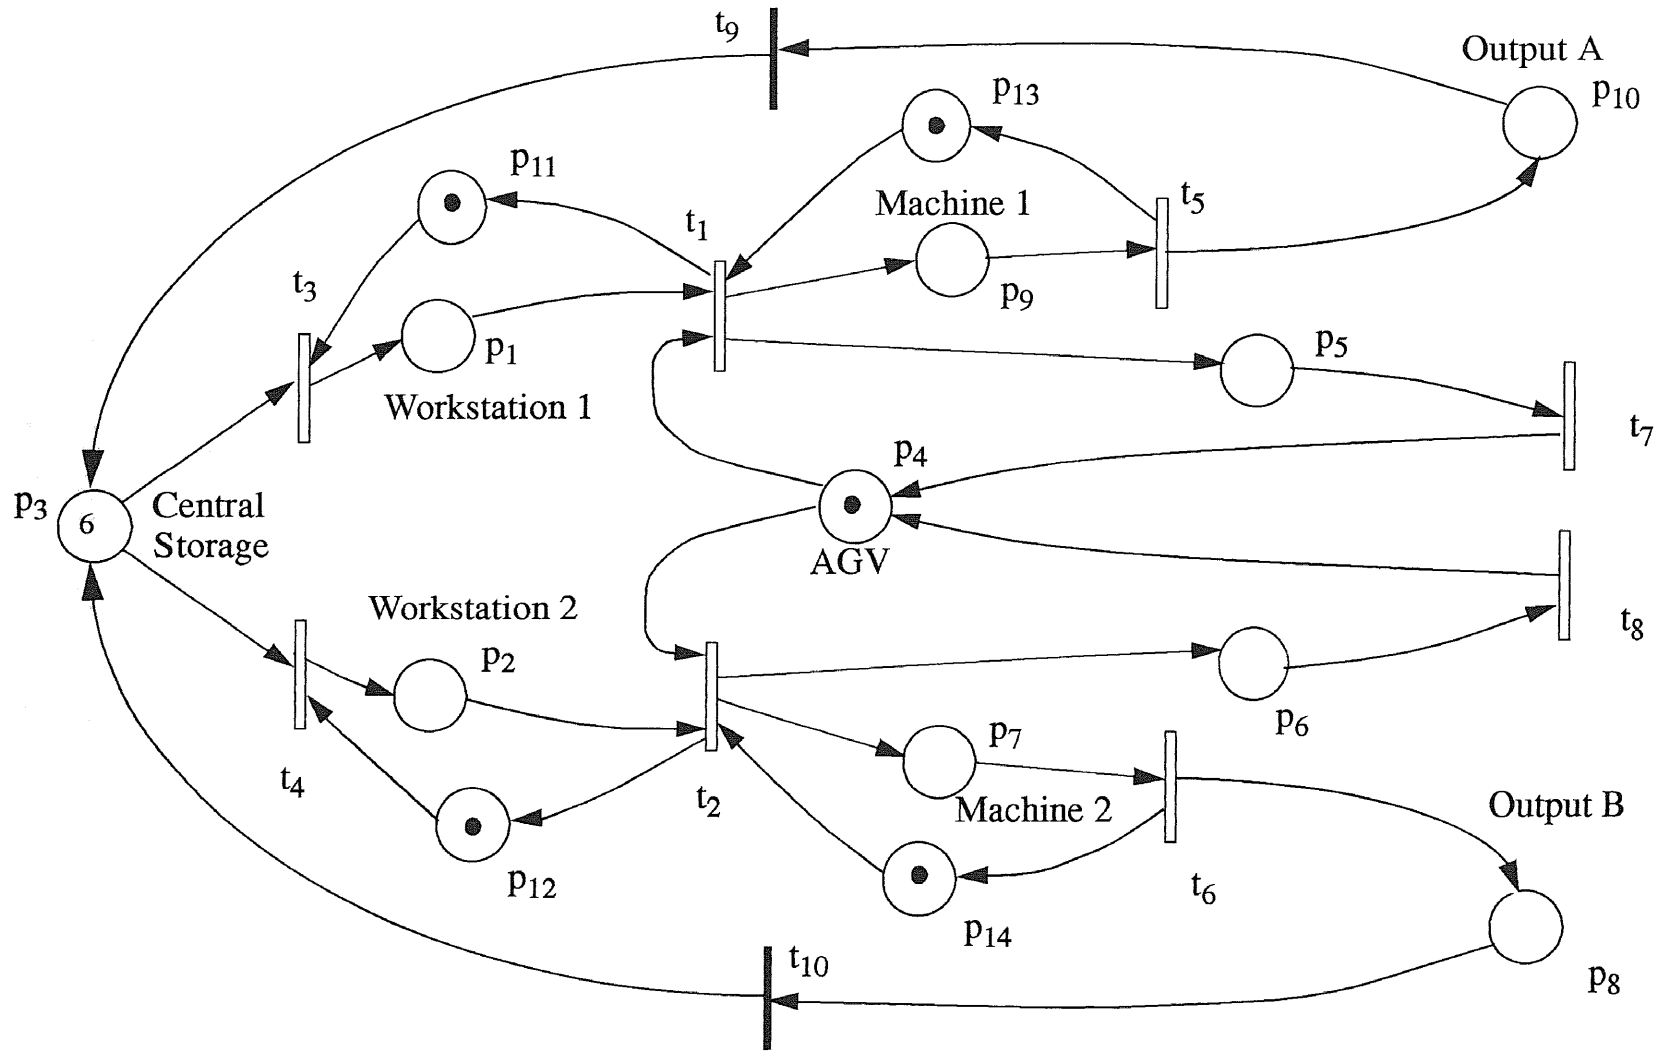 t9
Output A
p13
p10
p11
Machine 1
t5
t1
t3
p9
p1
p5
Workstation 1
t7
p4
p3
6
Central
Storage
AGV
Workstation 2
t8
p2
p6
p7
t4
t2
Machine 2
Output B
p12
t6
p14
t10
p8